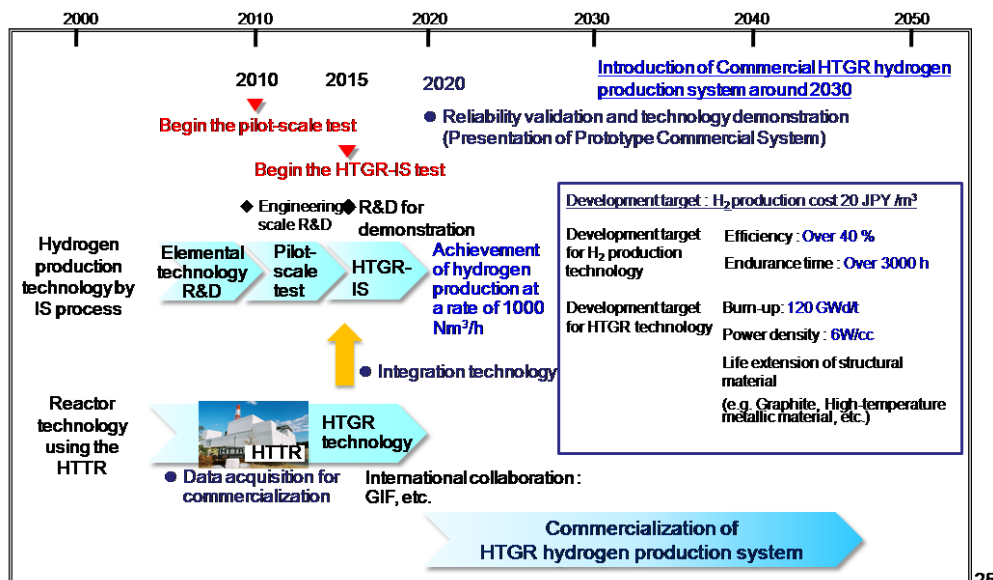 2000 2010 2020 2030 2040 2050
2010 2015 2020
Introduction of Commercial HTGR hydrogen
production system around 2030
Begin the pilot-scale test
● Reliability validation and technology demonstration
(Presentation of Prototype Commercial System)
Begin the HTGR-IS test
◆ Engineering
scale R&D
◆ R&D for
demonstration
Hydrogen
production
technology by
IS process
Elemental
technology
R&D
Pilot-
scale
test
HTGR-
IS
Achievement
of hydrogen
production at
a rate of 1000
Nm³/h
Development target : H₂ production cost 20 JPY /m³
Development target
for H₂ production
technology
Efficiency : Over 40 %
Endurance time : Over 3000 h
Development target
for HTGR technology
Burn-up: 120 GWd/t
Power density : 6W/cc
Life extension of structural
material
(e.g. Graphite, High-temperature
metallic material, etc.)
● Integration technology
Reactor
technology
using the
HTTR
HTTR
HTGR
technology
● Data acquisition for
commercialization
International collaboration :
GIF, etc.
Commercialization of
HTGR hydrogen production system